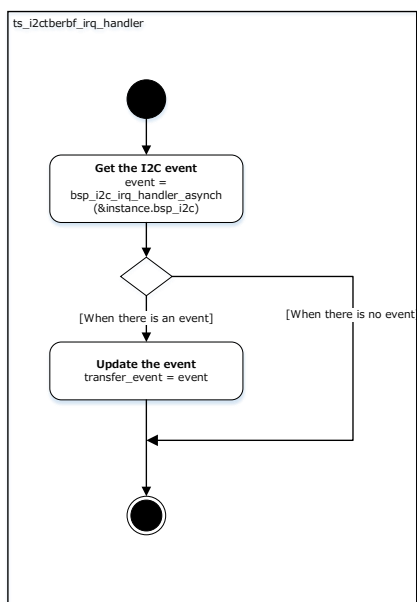 ts_i2ctberbf_irq_handler
Get the I2C event
event =
bsp_i2c_irq_handler_asynch
(&instance.bsp_i2c)
[When there is an event]
[When there is no event
Update the event
transfer_event = event